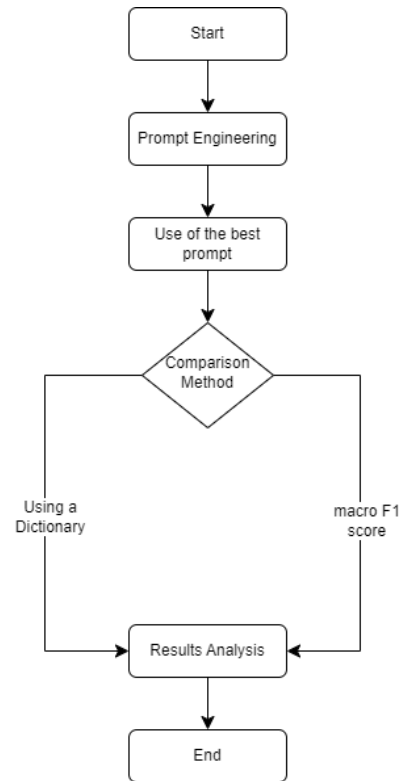 Start
Prompt Engineering
Use of the best
prompt
Comparison
Method
Using a
Dictionary
macro F1
score
Results Analysis
End